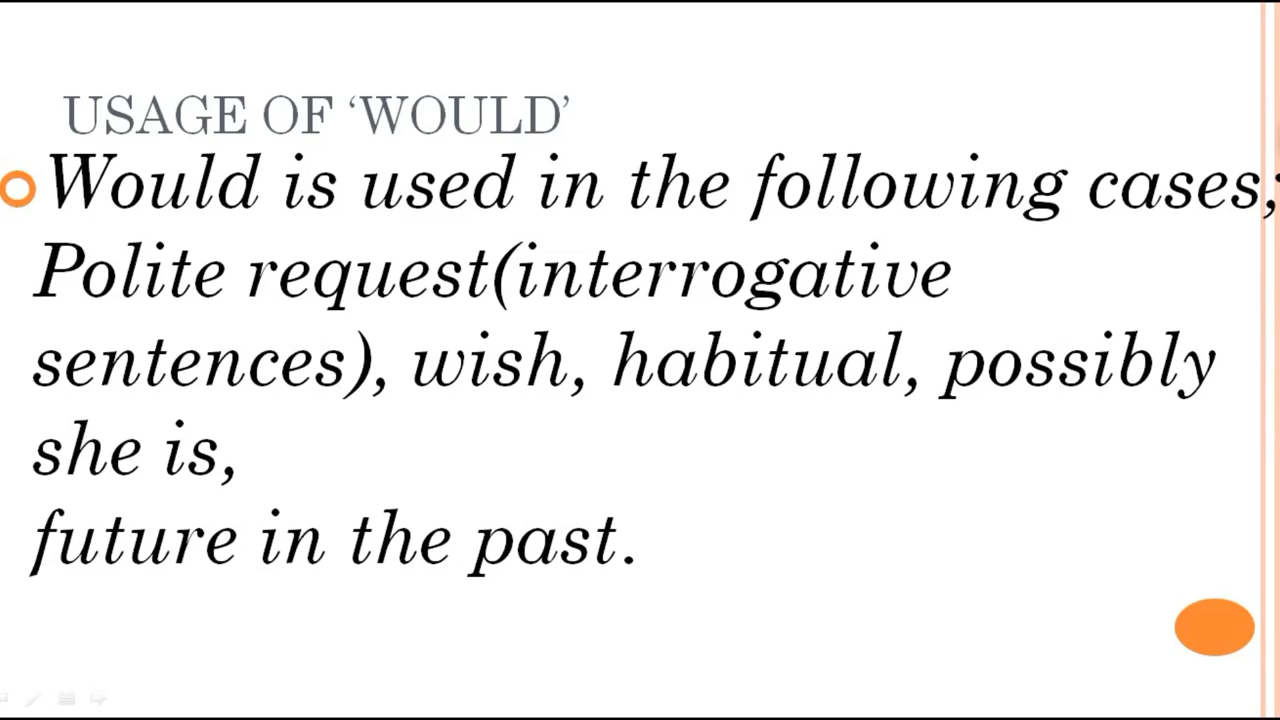 USAGE OF ‘WOULD’
Would is used in the following cases;
Polite request(interrogative
sentences), wish, habitual, possibly
she is,
future in the past.